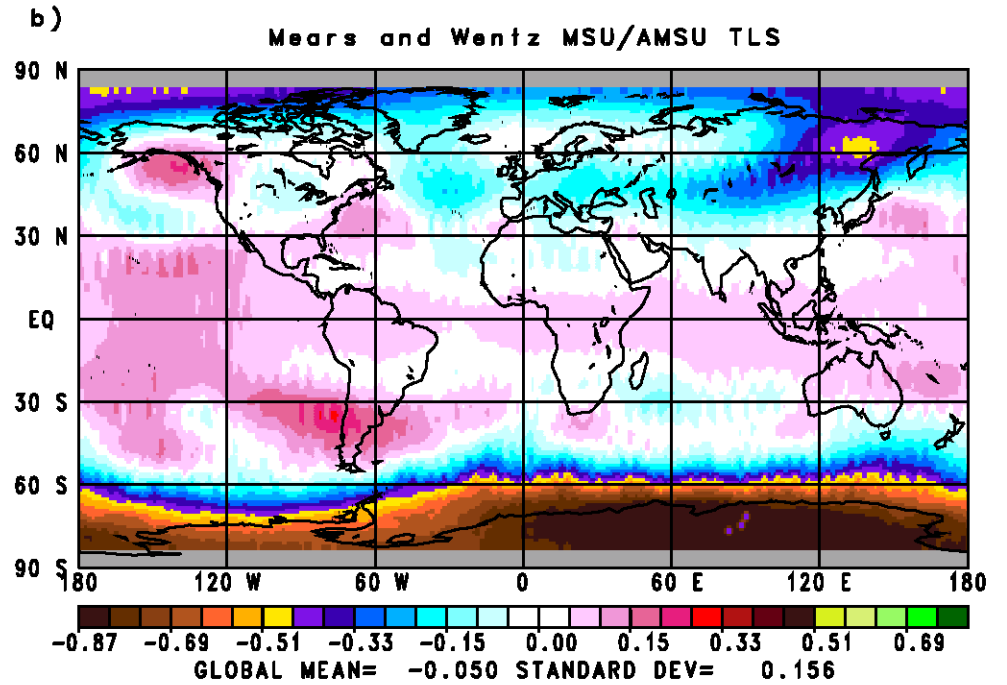 b)
Mears and Wentz MSU/AMSU TLS
90 N
60 N
30 N
EQ
30 S
60 S
90 S
180 120 W 60 W 0 60 E 120 E 180
-0.87 -0.69 -0.51 -0.33 -0.15 0.00 0.15 0.33 0.51 0.69
GLOBAL MEAN= -0.050 STANDARD DEV= 0.156